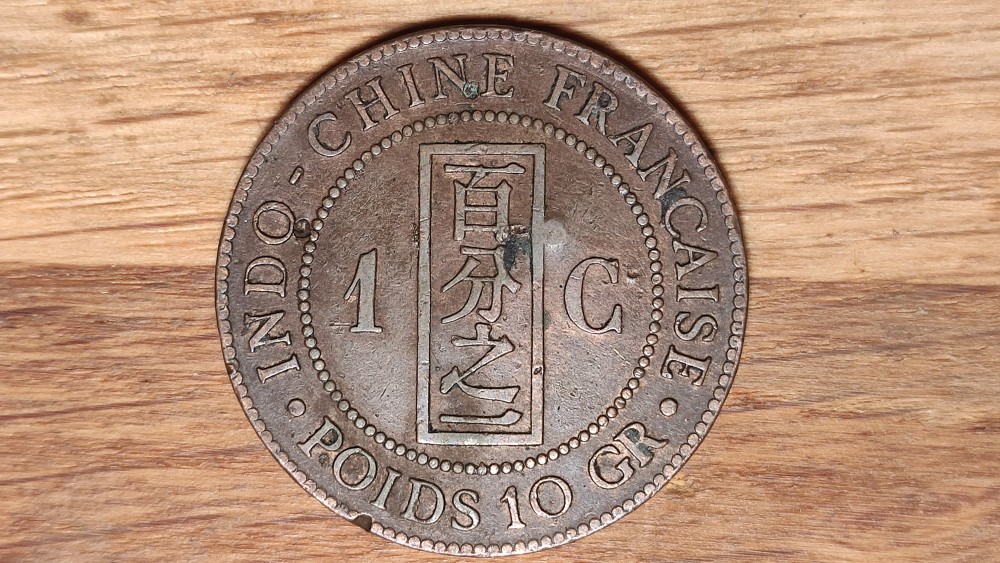 INDO-CHINE FRANÇAISE
1 百分之一 C
• POIDS 10 GR •